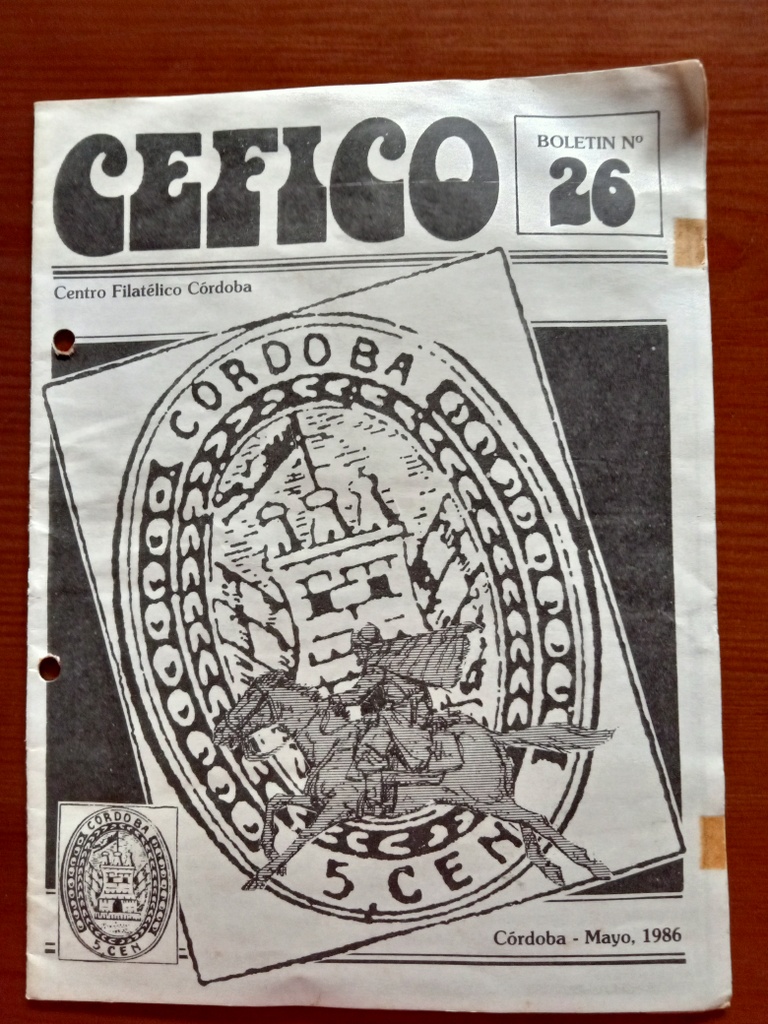 CEFICO
BOLETIN Nº
26
Centro Filatélico Córdoba
CORDOBA
5 CEN
CORDOBA
5 CEN
Córdoba - Mayo, 1986